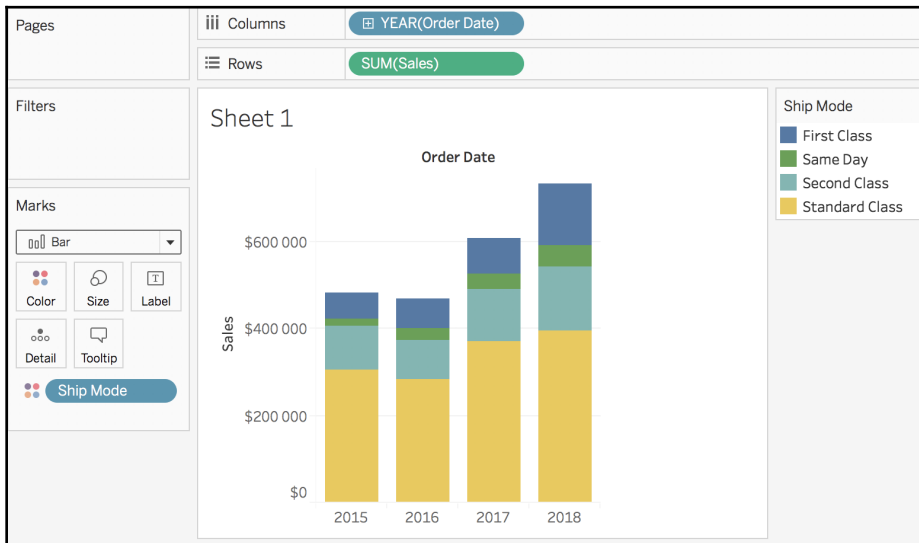 Pages
Columns
YEAR(Order Date)
Rows
SUM(Sales)
Filters
Marks
Bar
Color
Size
T
Label
Detail
Tooltip
Ship Mode
Sheet 1
Order Date
Sales
$600 000
$400 000
$200 000
$0
2015 2016 2017 2018
Ship Mode
First Class
Same Day
Second Class
Standard Class